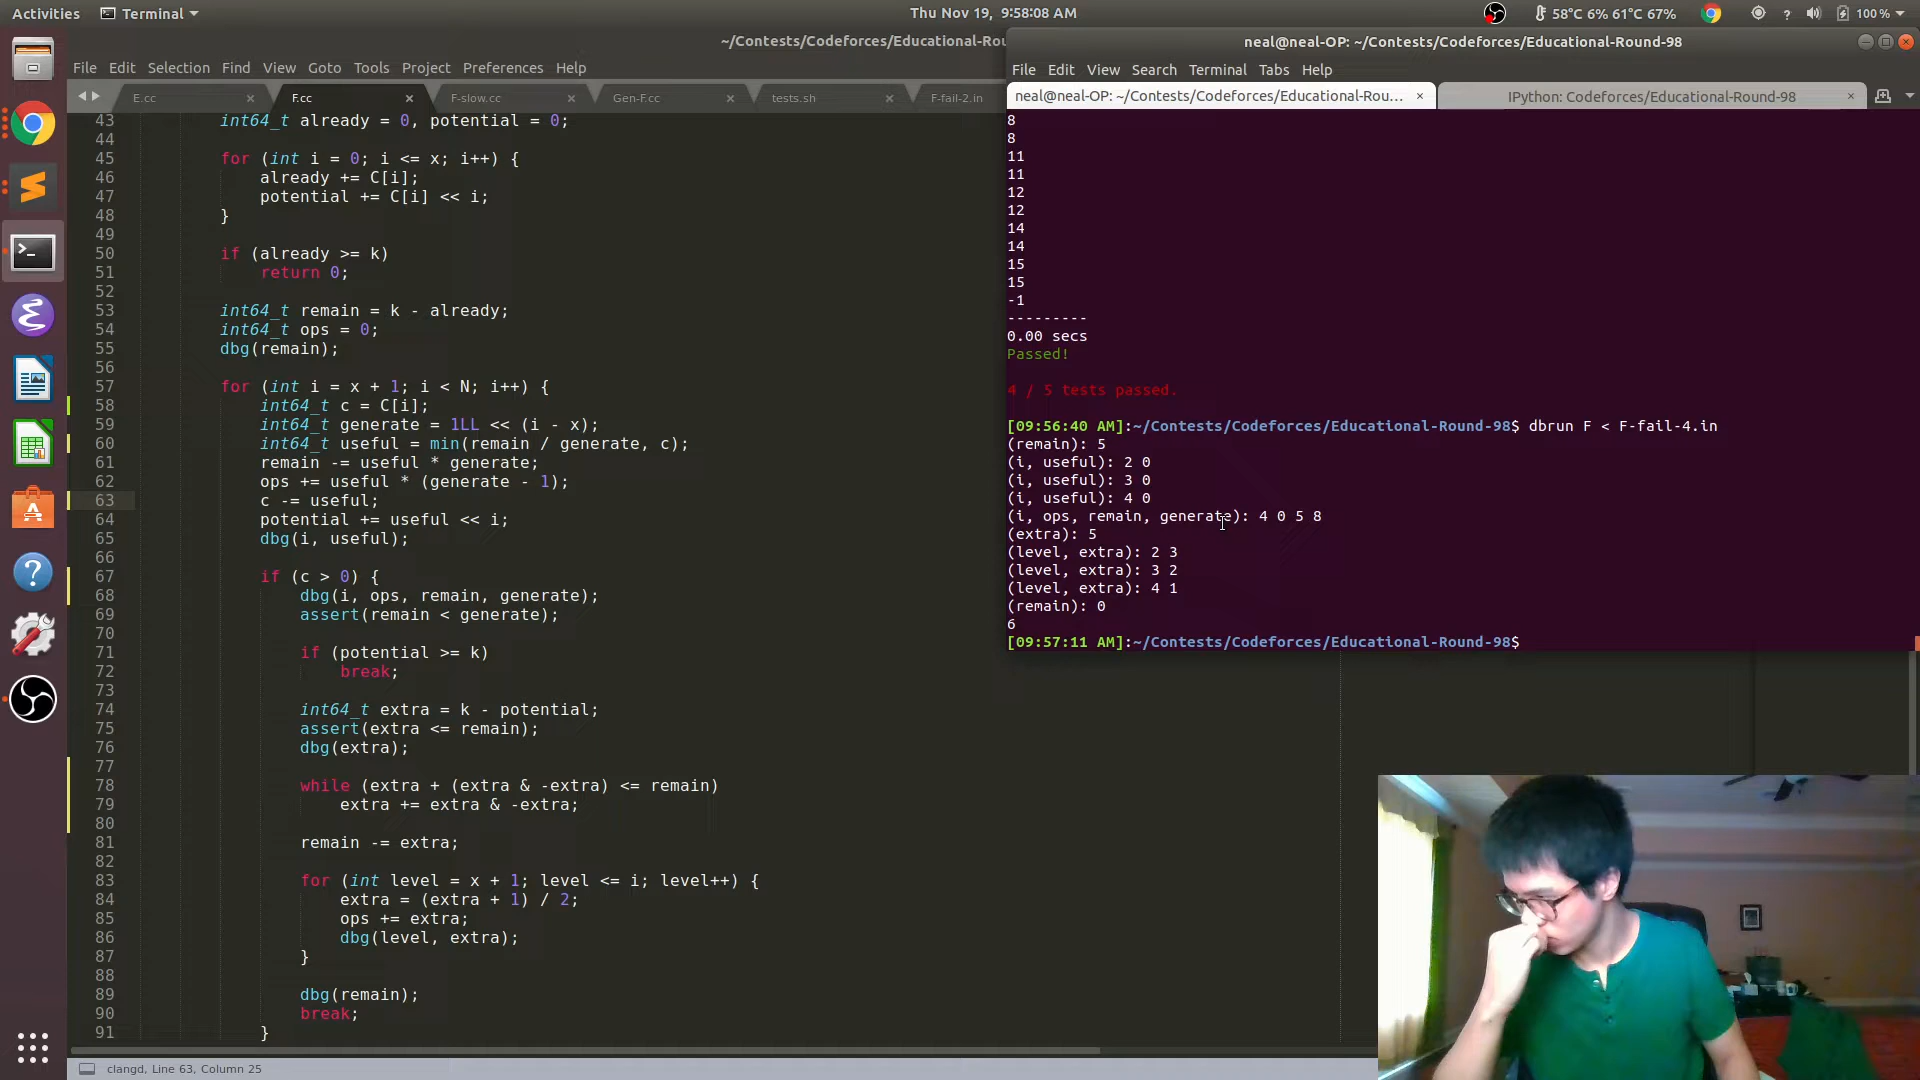 Activities
Terminal
Thu Nov 19, 9:58:08 AM
58°C 6% 61°C 67%
?
100 %
~/Contests/Codeforces/Educational-Rou
File Edit Selection Find View Goto Tools Project Preferences Help
E.cc × F.cc × F-slow.cc × Gen-F.cc × tests.sh × F-fail-2.in
43 int64_t already = 0, potential = 0;
44
45 for (int i = 0; i <= x; i++) {
46 already += C[i];
47 potential += C[i] << i;
48 }
49
50 if (already >= k)
51 return 0;
52
53 int64_t remain = k - already;
54 int64_t ops = 0;
55 dbg(remain);
56
57 for (int i = x + 1; i < N; i++) {
58 int64_t c = C[i];
59 int64_t generate = 1LL << (i - x);
60 int64_t useful = min(remain / generate, c);
61 remain -= useful * generate;
62 ops += useful * (generate - 1);
63 c -= useful;
64 potential += useful << i;
65 dbg(i, useful);
66
67 if (c > 0) {
68 dbg(i, ops, remain, generate);
69 assert(remain < generate);
70
71 if (potential >= k)
72 break;
73
74 int64_t extra = k - potential;
75 assert(extra <= remain);
76 dbg(extra);
77
78 while (extra + (extra & -extra) <= remain)
79 extra += extra & -extra;
80
81 remain -= extra;
82
83 for (int level = x + 1; level <= i; level++) {
84 extra = (extra + 1) / 2;
85 ops += extra;
86 dbg(level, extra);
87 }
88
89 dbg(remain);
90 break;
91 }
clangd, Line 63, Column 25
neal@neal-OP: ~/Contests/Codeforces/Educational-Round-98
File Edit View Search Terminal Tabs Help
neal@neal-OP: ~/Contests/Codeforces/Educational-Rou... × IPython: Codeforces/Educational-Round-98 ×
8
8
11
11
12
12
14
14
15
15
-1
---------
0.00 secs
Passed!
4 / 5 tests passed.
[09:56:40 AM]:~/Contests/Codeforces/Educational-Round-98$ dbrun F < F-fail-4.in
(remain): 5
(i, useful): 2 0
(i, useful): 3 0
(i, useful): 4 0
(i, ops, remain, generate): 4 0 5 8
(extra): 5
(level, extra): 2 3
(level, extra): 3 2
(level, extra): 4 1
(remain): 0
6
[09:57:11 AM]:~/Contests/Codeforces/Educational-Round-98$